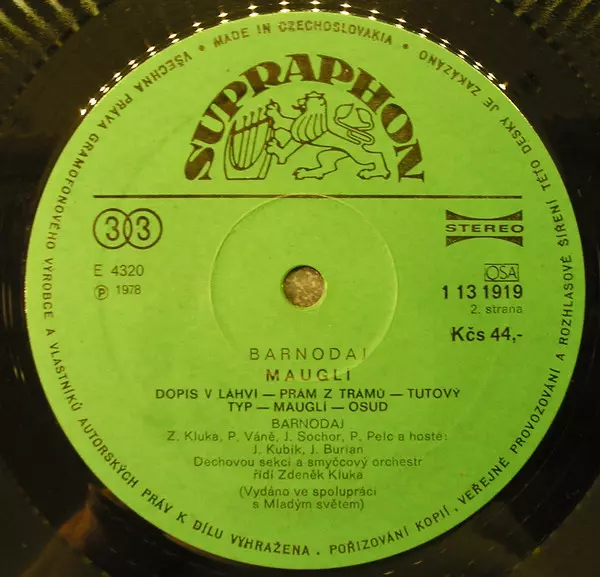 VŠECHNA PRÁVA GRAMOFONOVÉHO VÝROBCE A VLASTNÍKŮ AUTORSKÝCH PRÁV K DÍLU VYHRAŽENA. POŘIZOVÁNÍ KOPIÍ, VEŘEJNÉ PROVOZOVÁNÍ A ROZHLASOVÉ ŠÍŘENÍ TÉTO DESKY JE ZAKÁZÁNO • MADE IN CZECHOSLOVAKIA •
SUPRAPHON
33
STEREO
E 4320
OSA
Ⓟ 1978
1 13 1919
2. strana
Kčs 44,-
BARNODAJ
MAUGLÍ
DOPIS V LÁHVI — PRÁM Z TRÁMŮ — TUTOVÝ
TYP — MAUGLÍ — OSUD
BARNODAJ
Z. Kluka, P. Váně, J. Sochor, P. Pelc a hosté:
J. Kubík, J. Burian
Dechovou sekci a smyčcový orchestr
řídí Zdeněk Kluka
(Vydáno ve spolupráci
s Mladým světem)